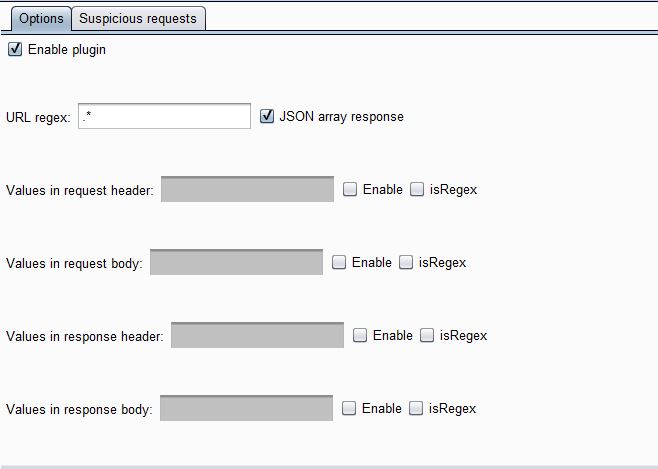 Options Suspicious requests
Enable plugin
URL regex: .* JSON array response
Values in request header: Enable isRegex
Values in request body: Enable isRegex
Values in response header: Enable isRegex
Values in response body: Enable isRegex